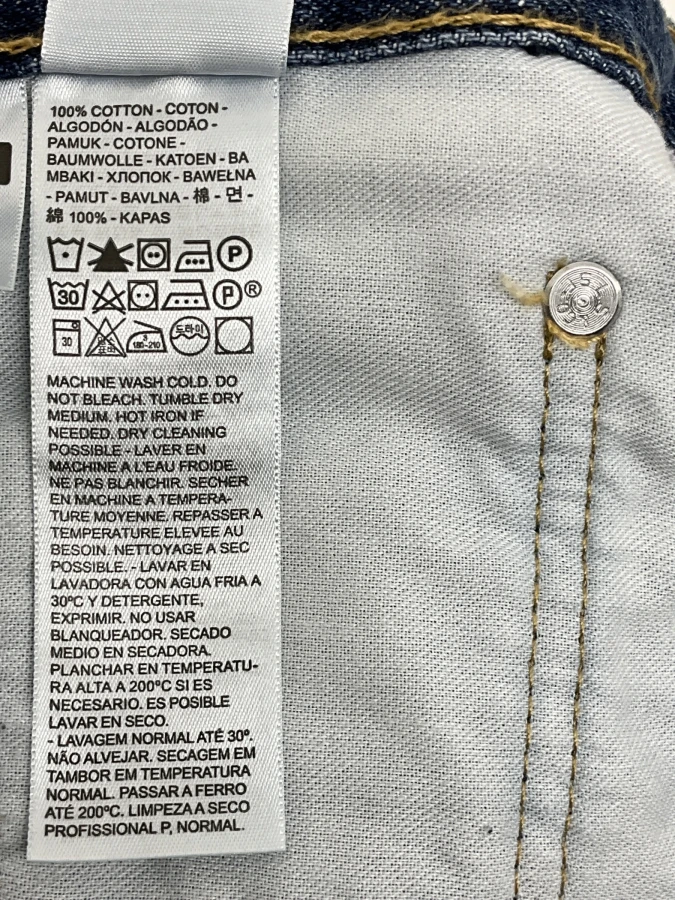 100% COTTON - COTON -
ALGODÓN - ALGODÃO -
PAMUK - COTONE -
BAUMWOLLE - KATOEN - BA
MBAKI - ХЛОПОК - BAWEŁNA
- PAMUT - BAVLNA - 棉 - 면 -
綿 100% - KAPAS
P
30 P®
30 3 180~210 드라이
MACHINE WASH COLD. DO
NOT BLEACH. TUMBLE DRY
MEDIUM. HOT IRON IF
NEEDED. DRY CLEANING
POSSIBLE - LAVER EN
MACHINE A L'EAU FROIDE.
NE PAS BLANCHIR. SECHER
EN MACHINE A TEMPERA-
TURE MOYENNE. REPASSER A
TEMPERATURE ELEVEE AU
BESOIN. NETTOYAGE A SEC
POSSIBLE. - LAVAR EN
LAVADORA CON AGUA FRIA A
30ºC Y DETERGENTE,
EXPRIMIR. NO USAR
BLANQUEADOR. SECADO
MEDIO EN SECADORA.
PLANCHAR EN TEMPERATU-
RA ALTA A 200ºC SI ES
NECESARIO. ES POSIBLE
LAVAR EN SECO.
- LAVAGEM NORMAL ATÉ 30º.
NÃO ALVEJAR. SECAGEM EM
TAMBOR EM TEMPERATURA
NORMAL. PASSAR A FERRO
ATÉ 200ºC. LIMPEZA A SECO
PROFISSIONAL P, NORMAL.